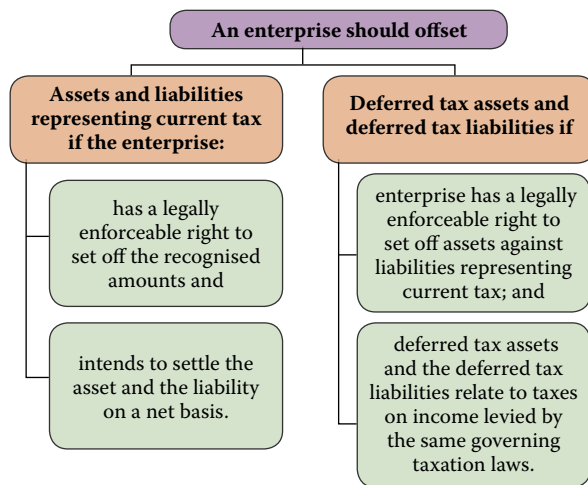 An enterprise should offset
Assets and liabilities
representing current tax
if the enterprise:
has a legally
enforceable right to
set off the recognised
amounts and
intends to settle the
asset and the liability
on a net basis.
Deferred tax assets and
deferred tax liabilities if
enterprise has a legally
enforceable right to
set off assets against
liabilities representing
current tax; and
deferred tax assets
and the deferred tax
liabilities relate to taxes
on income levied by
the same governing
taxation laws.